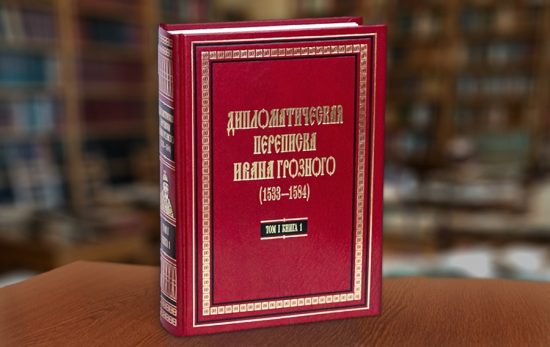 ДИПЛОМАТИЧЕСКАЯ
ПЕРЕПИСКА
ИВАНА ГРОЗНОГО
(1533—1584)
ТОМ I КНИГА 1